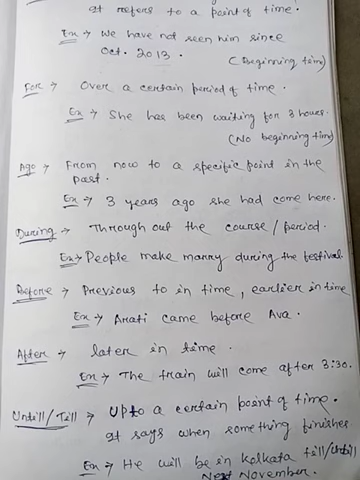 It refers to a point of time.
Ex → We have not seen him since
Oct. 2013.
(Beginning time)
For → Over a certain period of time.
Ex → She has been waiting for 3 hours.
(No beginning time)
Ago → From now to a specific point in the
past.
Ex → 3 years ago she had come here.
During → Through out the course / period.
Ex → People make marry during the festival
Before → Previous to in time, earlier in time
Ex → Arati came before Ava.
After → later in time.
Ex → The train will come after 3:30.
Untill / Till → Upto a certain point of time.
It says when something finishes
Ex → He will be in Kolkata till/untill
Next November.